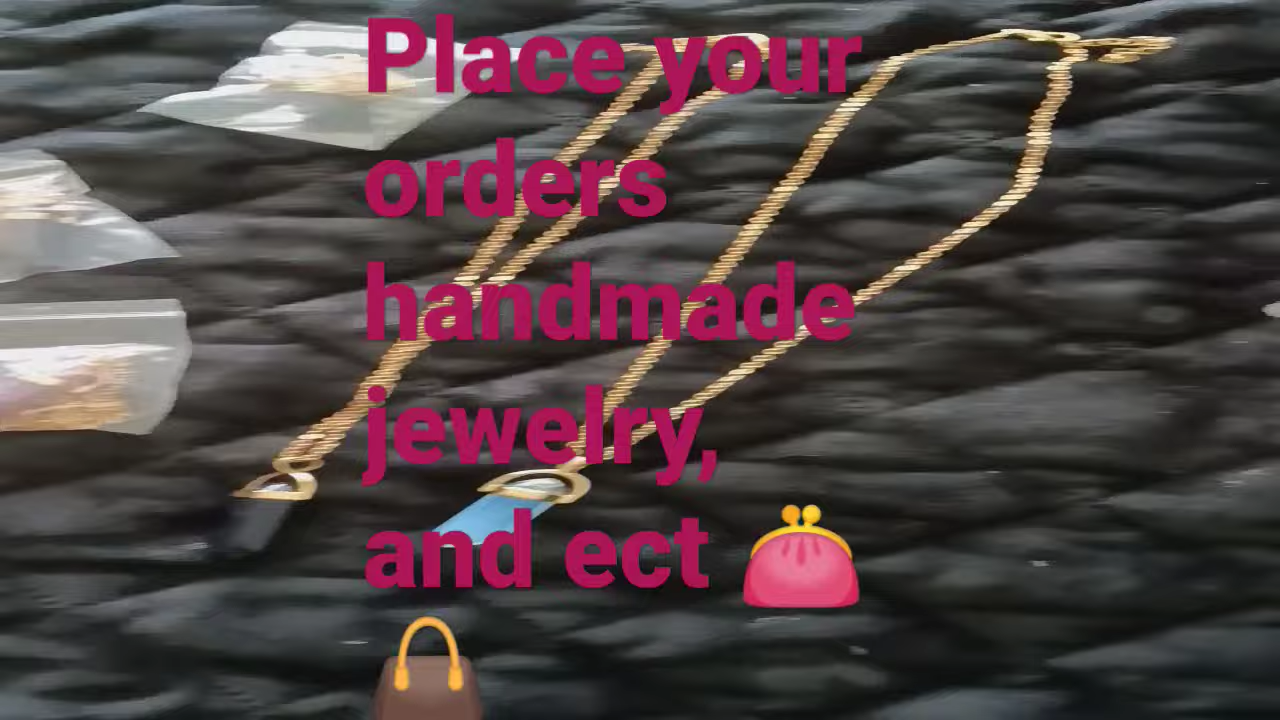 Place your
orders
handmade
jewelry,
and ect 👛
👜